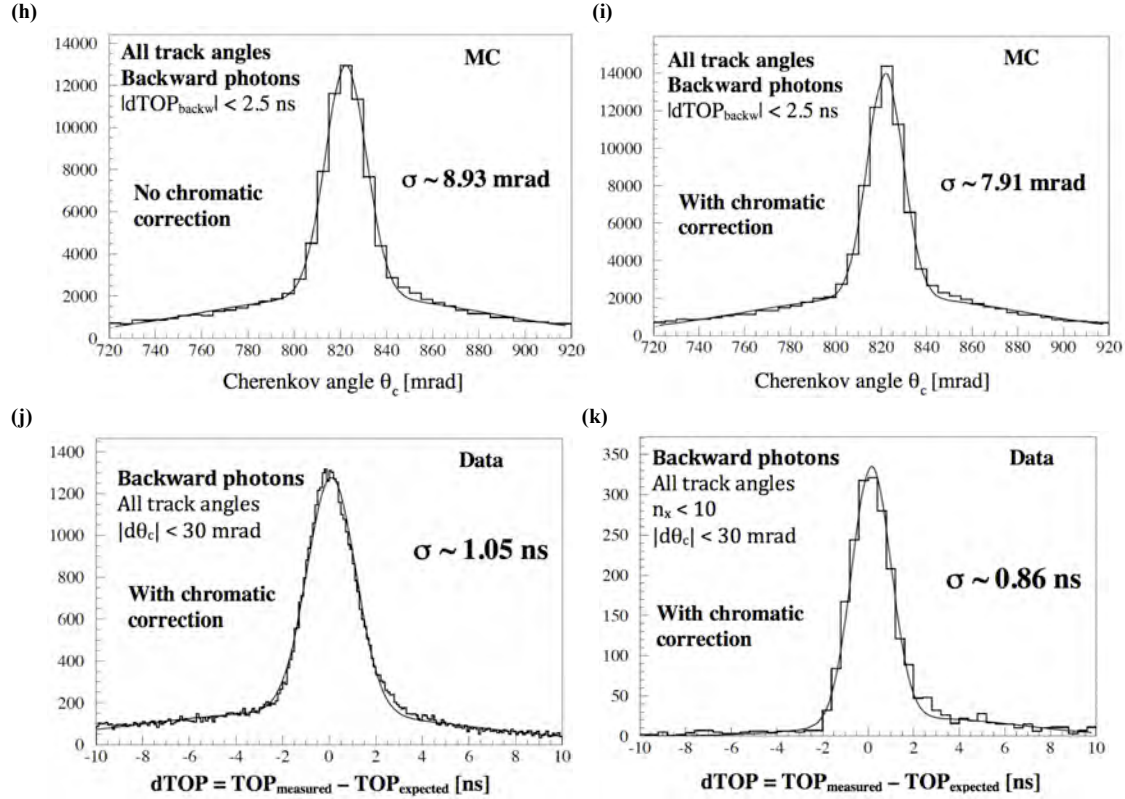 (h)
14000
12000
10000
8000
6000
4000
2000
0
All track angles
Backward photons
|dTOP_backw| < 2.5 ns
MC
No chromatic
correction
σ ~ 8.93 mrad
720 740 760 780 800 820 840 860 880 900 920
Cherenkov angle θ_c [mrad]
(i)
14000
12000
10000
8000
6000
4000
2000
0
All track angles
Backward photons
|dTOP_backw| < 2.5 ns
MC
With chromatic
correction
σ ~ 7.91 mrad
720 740 760 780 800 820 840 860 880 900 920
Cherenkov angle θ_c [mrad]
(j)
1400
1200
1000
800
600
400
200
0
Backward photons
All track angles
|dθ_c| < 30 mrad
Data
With chromatic
correction
σ ~ 1.05 ns
-10 -8 -6 -4 -2 0 2 4 6 8 10
dTOP = TOP_measured − TOP_expected [ns]
(k)
350
300
250
200
150
100
50
0
Backward photons
All track angles
n_x < 10
|dθ_c| < 30 mrad
Data
With chromatic
correction
σ ~ 0.86 ns
-10 -8 -6 -4 -2 0 2 4 6 8 10
dTOP = TOP_measured − TOP_expected [ns]